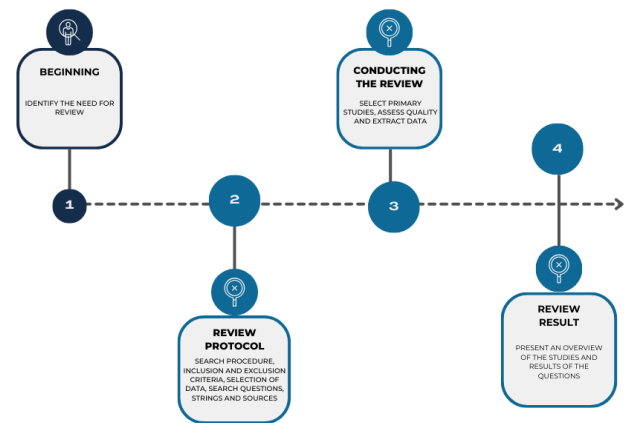 BEGINNING
IDENTIFY THE NEED FOR
REVIEW
1
2
REVIEW
PROTOCOL
SEARCH PROCEDURE,
INCLUSION AND EXCLUSION
CRITERIA, SELECTION OF
DATA, SEARCH QUESTIONS,
STRINGS AND SOURCES
CONDUCTING
THE REVIEW
SELECT PRIMARY
STUDIES, ASSESS QUALITY
AND EXTRACT DATA
3
4
REVIEW
RESULT
PRESENT AN OVERVIEW
OF THE STUDIES AND
RESULTS OF THE
QUESTIONS